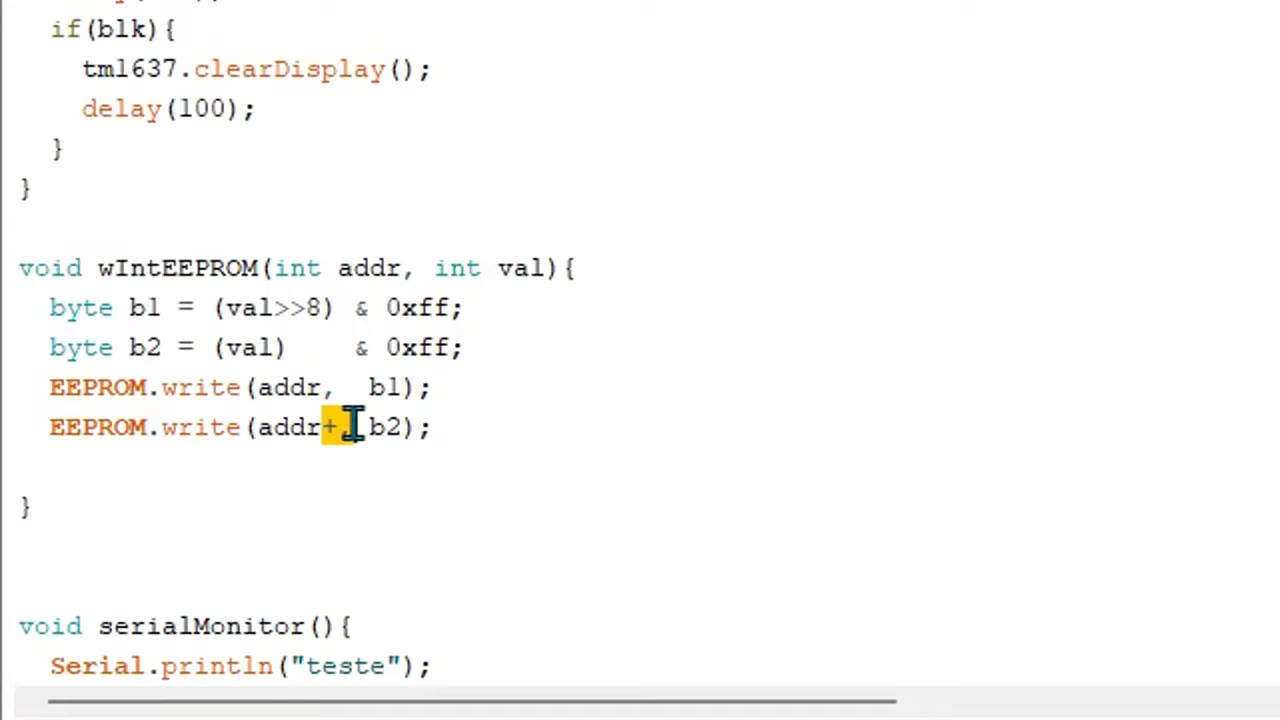 if(blk){
tm1637.clearDisplay();
delay(100);
}
}
void wIntEEPROM(int addr, int val){
byte b1 = (val>>8) & 0xff;
byte b2 = (val) & 0xff;
EEPROM.write(addr, b1);
EEPROM.write(addr+ b2);
}
void serialMonitor(){
Serial.println("teste");